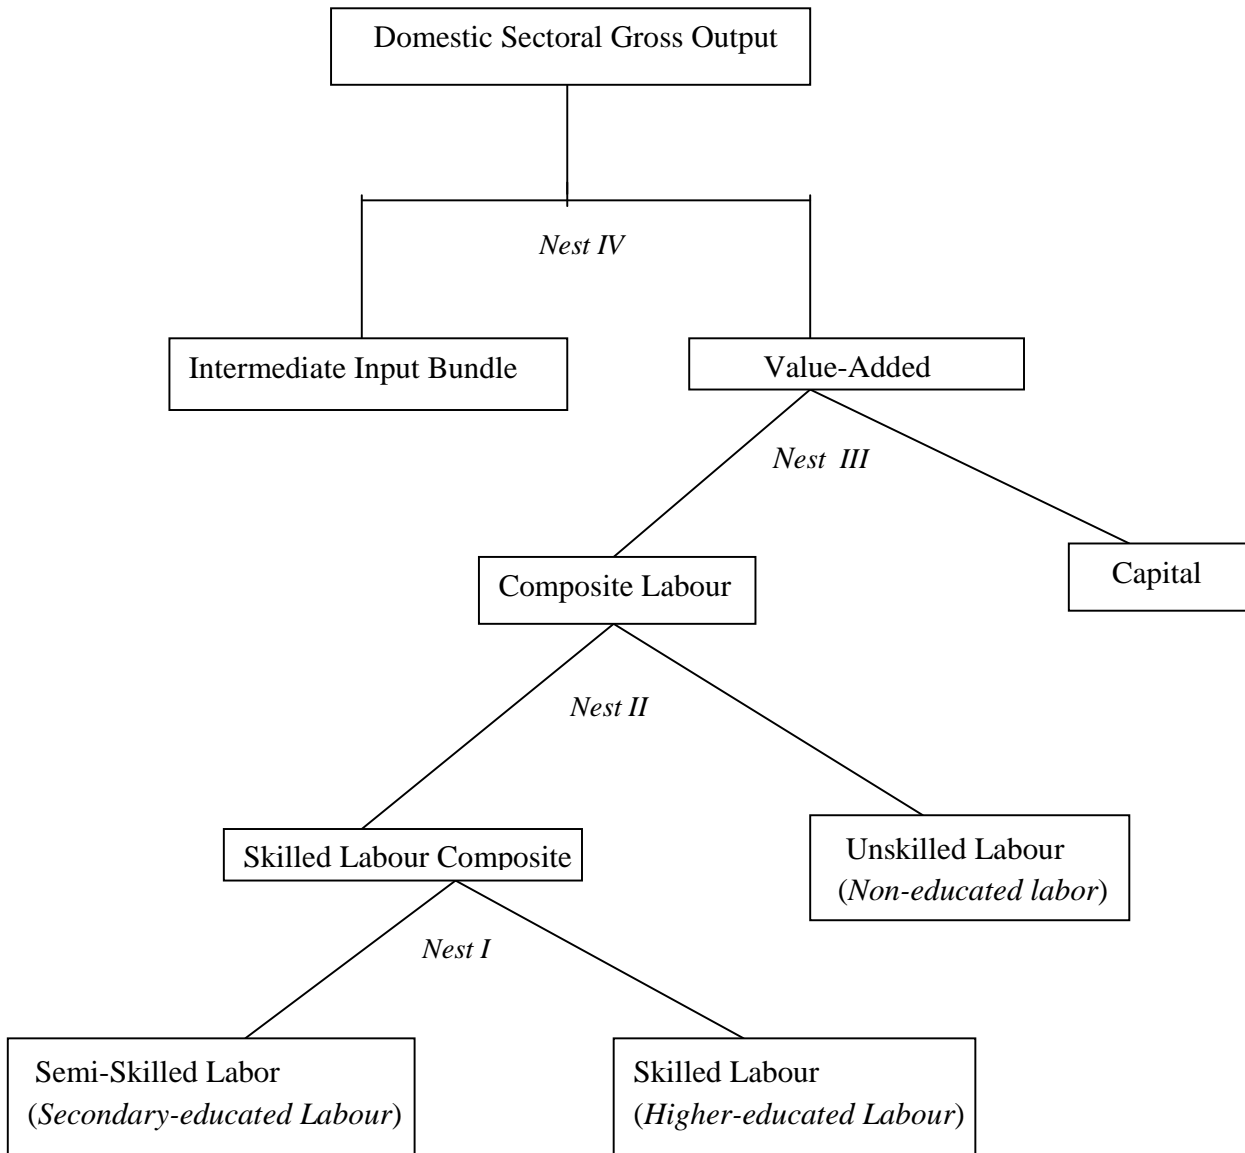 Domestic Sectoral Gross Output
Nest IV
Intermediate Input Bundle
Value-Added
Nest III
Composite Labour
Capital
Nest II
Skilled Labour Composite
Unskilled Labour
(Non-educated labor)
Nest I
Semi-Skilled Labor
(Secondary-educated Labour)
Skilled Labour
(Higher-educated Labour)